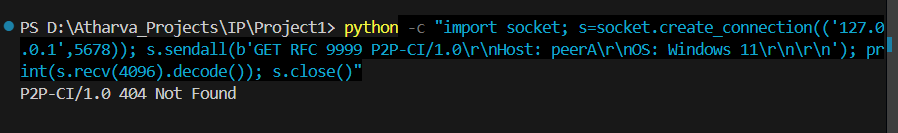 PS D:\Atharva_Projects\IP\Project1> python -c "import socket; s=socket.create_connection(('127.0
.0.1',5678)); s.sendall(b'GET RFC 9999 P2P-CI/1.0\r\nHost: peerA\r\nOS: Windows 11\r\n\r\n'); pr
int(s.recv(4096).decode()); s.close()"
P2P-CI/1.0 404 Not Found